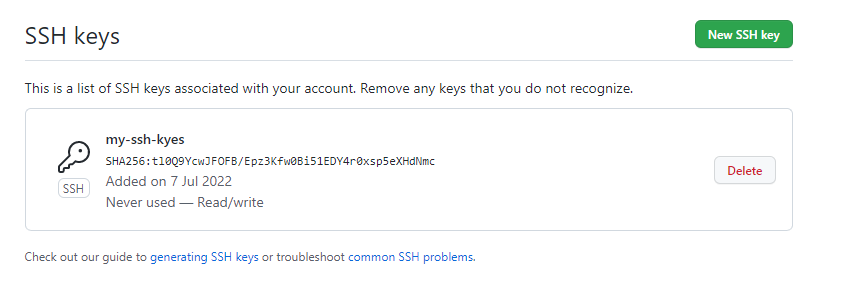 SSH keys
New SSH key
This is a list of SSH keys associated with your account. Remove any keys that you do not recognize.
my-ssh-kyes
SHA256:tl0Q9YcwJFOFB/Epz3Kfw0Bi51EDY4r0xsp5eXHdNmc
SSH
Added on 7 Jul 2022
Never used — Read/write
Delete
Check out our guide to generating SSH keys or troubleshoot common SSH problems.